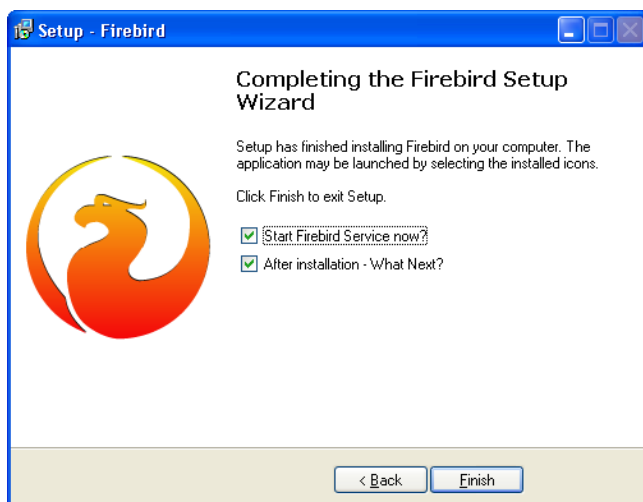 Setup - Firebird
Completing the Firebird Setup
Wizard
Setup has finished installing Firebird on your computer. The
application may be launched by selecting the installed icons.
Click Finish to exit Setup.
Start Firebird Service now?
After installation - What Next?
< Back
Finish